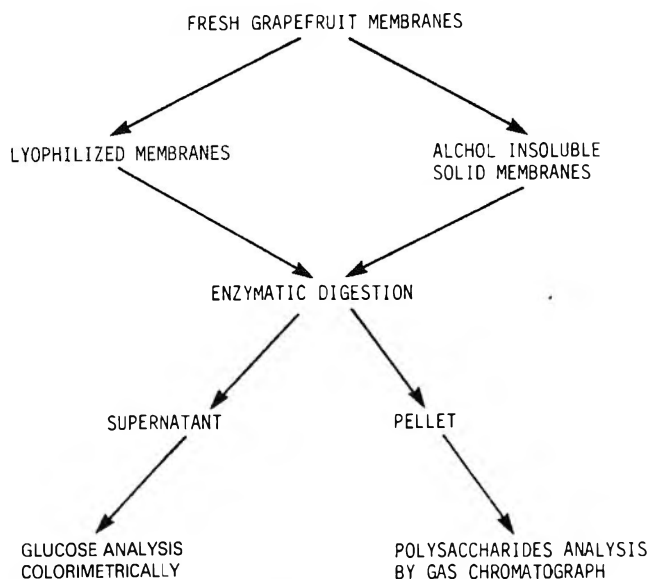 FRESH GRAPEFRUIT MEMBRANES
LYOPHILIZED MEMBRANES
ALCHOL INSOLUBLE
SOLID MEMBRANES
ENZYMATIC DIGESTION
SUPERNATANT
PELLET
GLUCOSE ANALYSIS
COLORIMETRICALLY
POLYSACCHARIDES ANALYSIS
BY GAS CHROMATOGRAPH